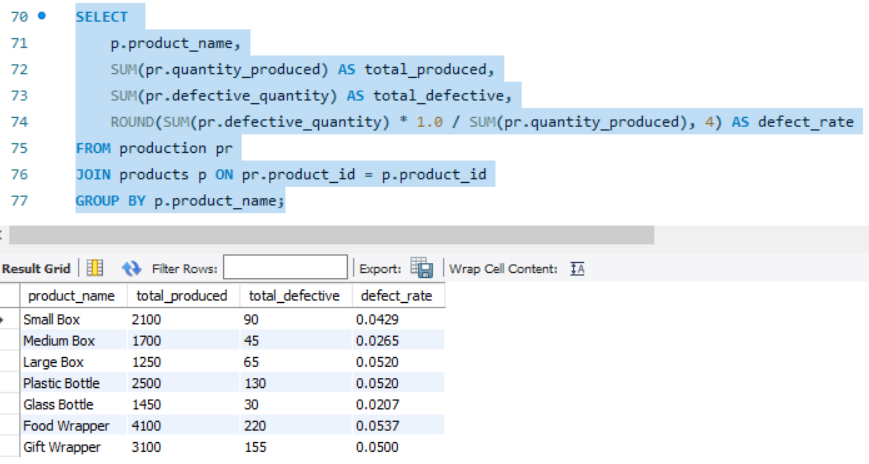 70 SELECT
71 p.product_name,
72 SUM(pr.quantity_produced) AS total_produced,
73 SUM(pr.defective_quantity) AS total_defective,
74 ROUND(SUM(pr.defective_quantity) * 1.0 / SUM(pr.quantity_produced), 4) AS defect_rate
75 FROM production pr
76 JOIN products p ON pr.product_id = p.product_id
77 GROUP BY p.product_name;
Result Grid Filter Rows: Export: Wrap Cell Content:
product_name total_produced total_defective defect_rate
Small Box 2100 90 0.0429
Medium Box 1700 45 0.0265
Large Box 1250 65 0.0520
Plastic Bottle 2500 130 0.0520
Glass Bottle 1450 30 0.0207
Food Wrapper 4100 220 0.0537
Gift Wrapper 3100 155 0.0500